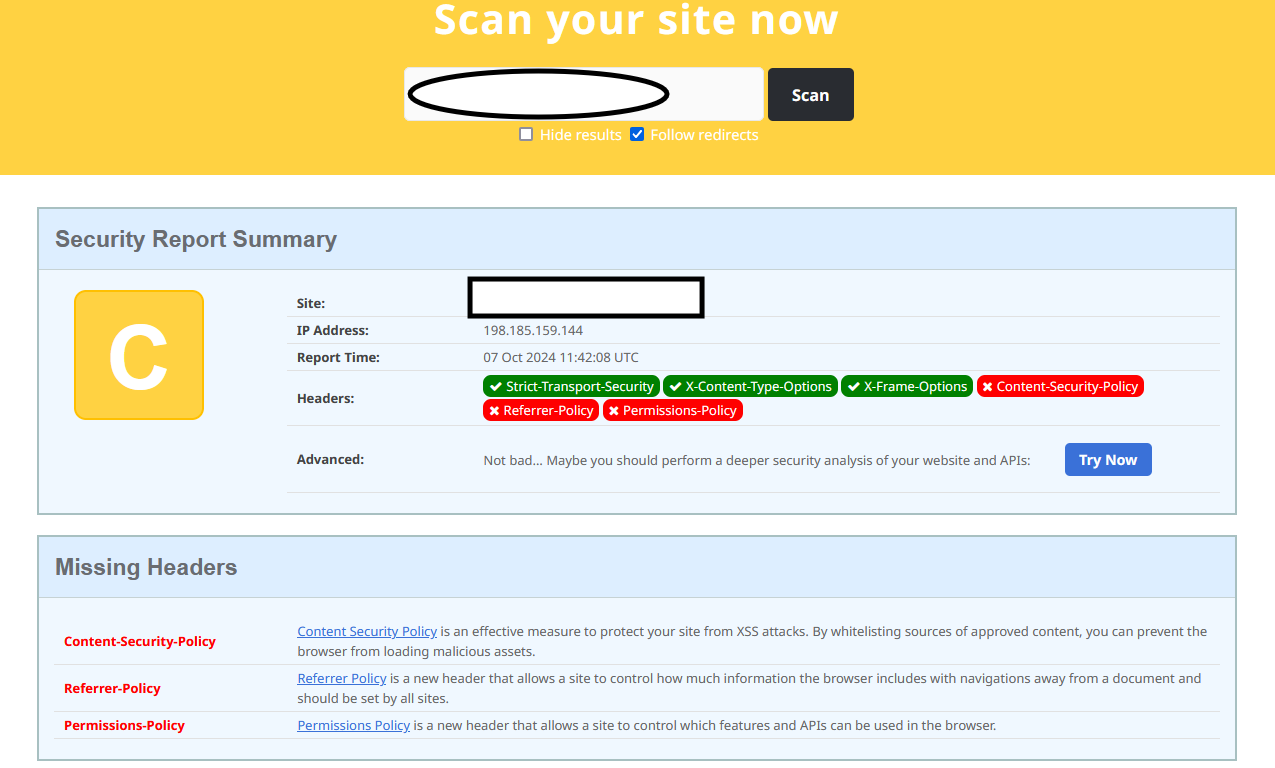 Scan your site now
Scan
Hide results Follow redirects
Security Report Summary
C
Site:
IP Address: 198.185.159.144
Report Time: 07 Oct 2024 11:42:08 UTC
Headers: Strict-Transport-Security X-Content-Type-Options X-Frame-Options Content-Security-Policy
Referrer-Policy Permissions-Policy
Advanced: Not bad... Maybe you should perform a deeper security analysis of your website and APIs: Try Now
Missing Headers
Content-Security-Policy Content Security Policy is an effective measure to protect your site from XSS attacks. By whitelisting sources of approved content, you can prevent the
browser from loading malicious assets.
Referrer-Policy Referrer Policy is a new header that allows a site to control how much information the browser includes with navigations away from a document and
should be set by all sites.
Permissions-Policy Permissions Policy is a new header that allows a site to control which features and APIs can be used in the browser.